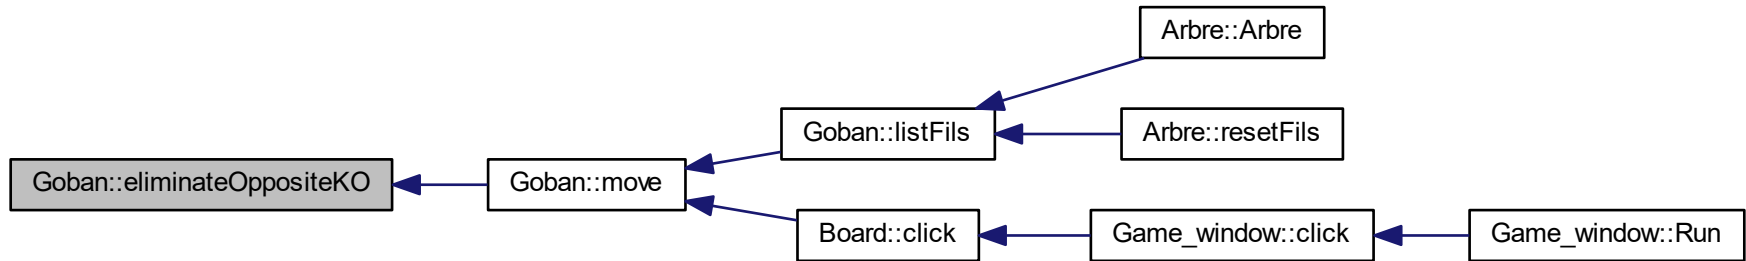 Arbre::Arbre
Goban::listFils
Arbre::resetFils
Goban::eliminateOppositeKO
Goban::move
Board::click
Game_window::click
Game_window::Run